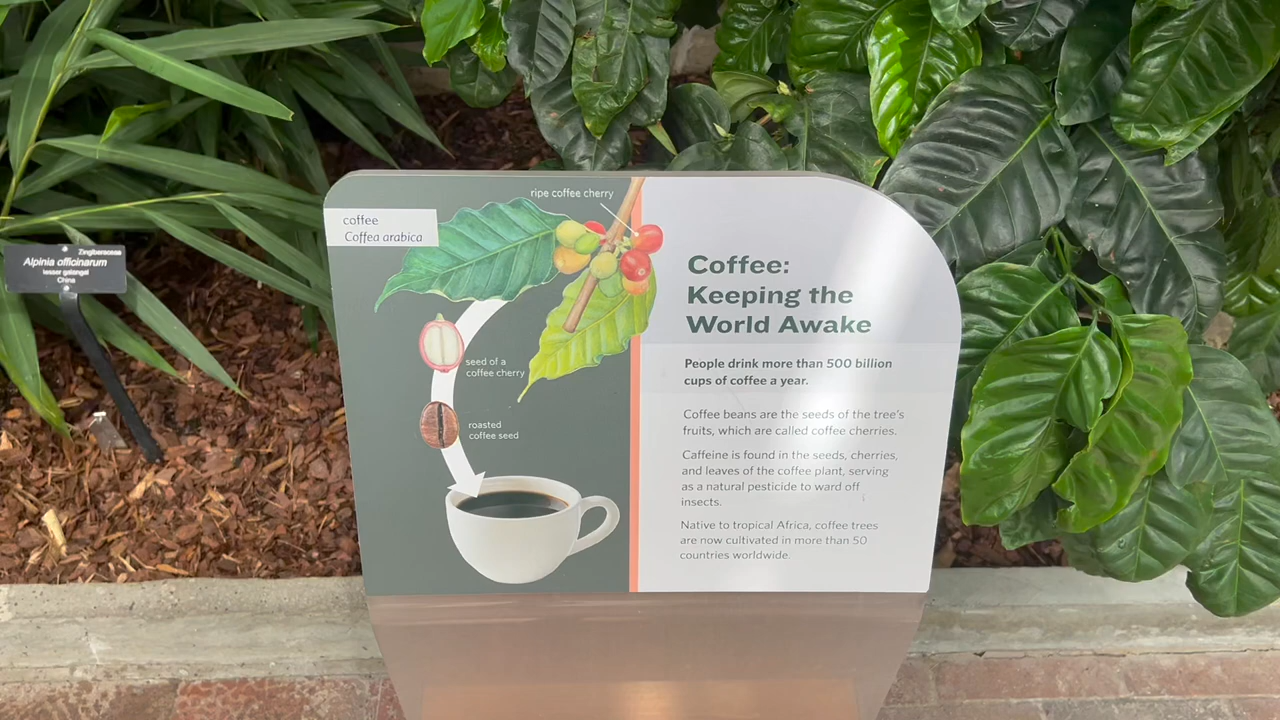 Zingiberaceae
Alpinia officinarum
lesser galangal
China
coffee
Coffea arabica
ripe coffee cherry
seed of a
coffee cherry
roasted
coffee seed
Coffee:
Keeping the
World Awake
People drink more than 500 billion
cups of coffee a year.
Coffee beans are the seeds of the tree's
fruits, which are called coffee cherries.
Caffeine is found in the seeds, cherries,
and leaves of the coffee plant, serving
as a natural pesticide to ward off
insects.
Native to tropical Africa, coffee trees
are now cultivated in more than 50
countries worldwide.